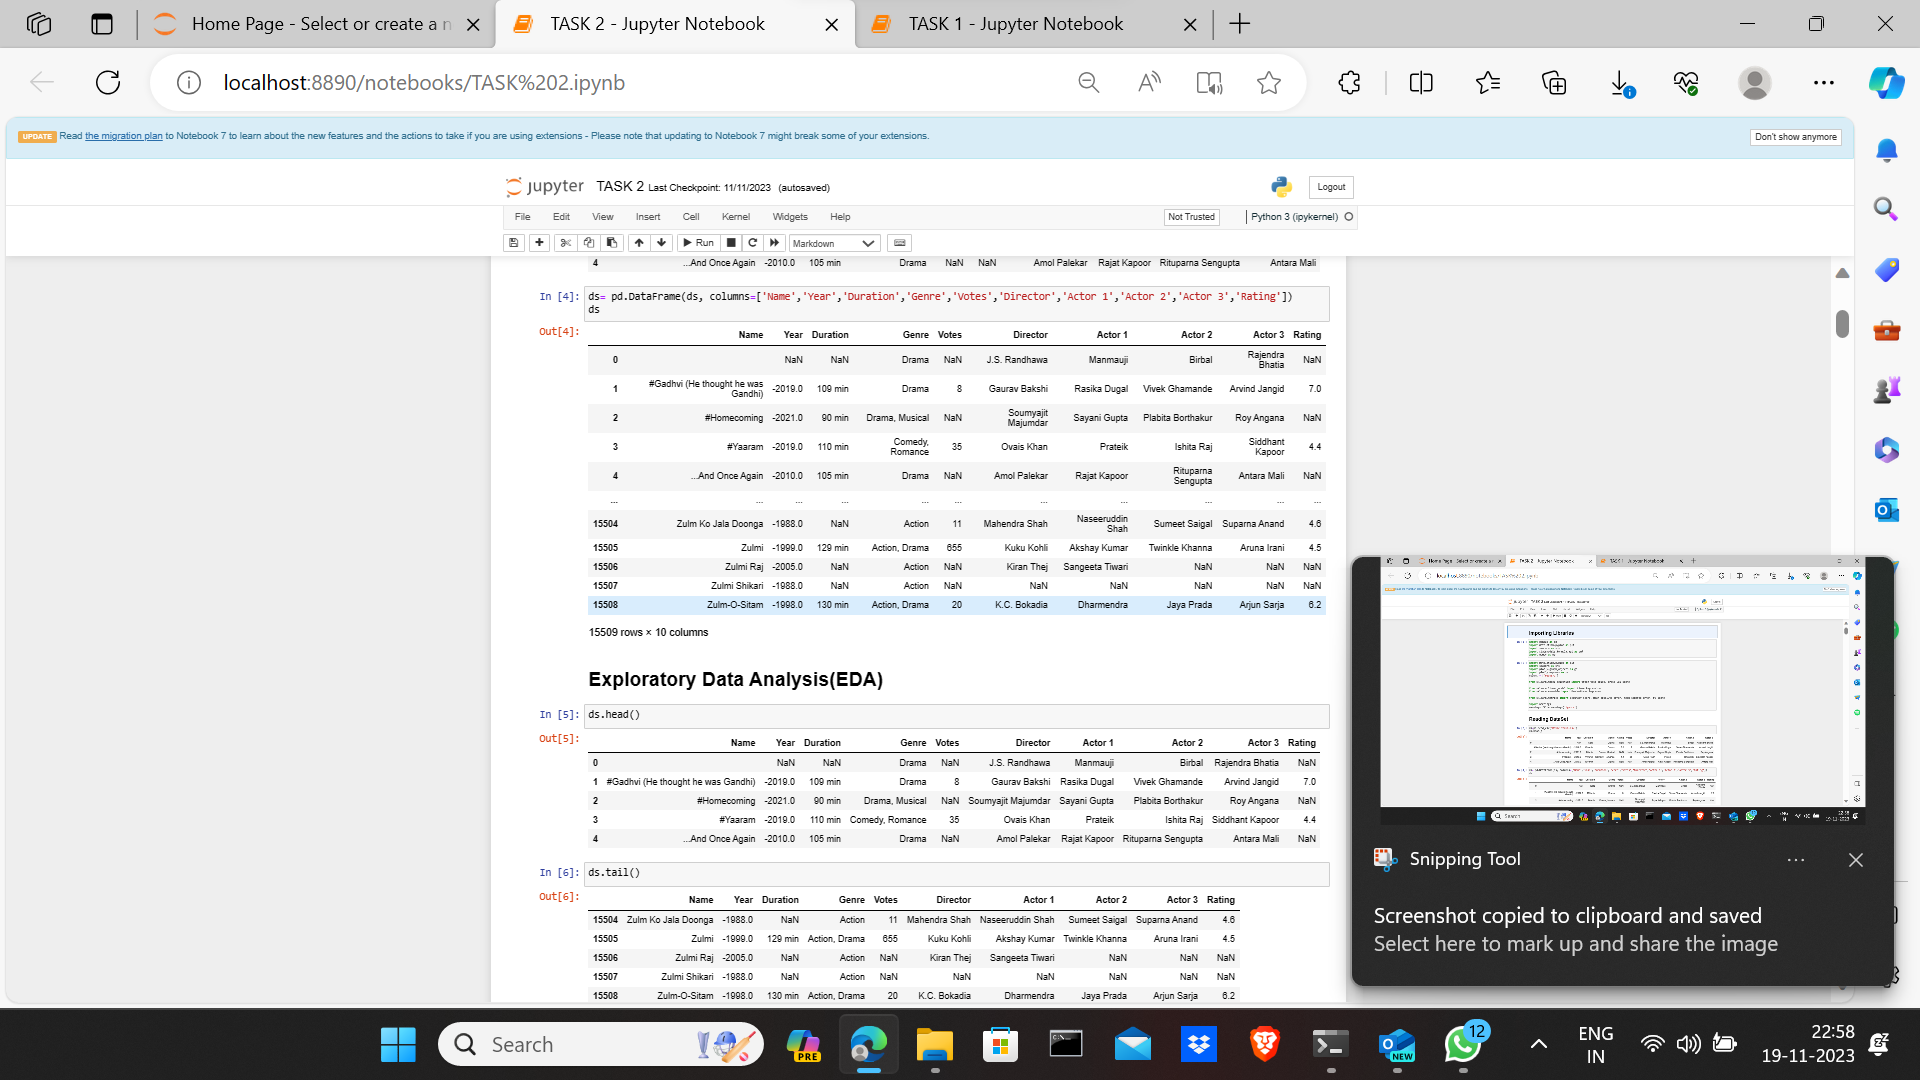 Home Page - Select or create a n
TASK 2 - Jupyter Notebook
TASK 1 - Jupyter Notebook
localhost:8890/notebooks/TASK%202.ipynb
UPDATE Read the migration plan to Notebook 7 to learn about the new features and the actions to take if you are using extensions - Please note that updating to Notebook 7 might break some of your extensions.
Don't show anymore
jupyter TASK 2 Last Checkpoint: 11/11/2023 (autosaved)
Logout
File Edit View Insert Cell Kernel Widgets Help
Not Trusted
Python 3 (ipykernel)
Run
Markdown
4 ...And Once Again -2010.0 105 min Drama NaN NaN Amol Palekar Rajat Kapoor Rituparna Sengupta Antara Mali
In [4]: ds= pd.DataFrame(ds, columns=['Name','Year','Duration','Genre','Votes','Director','Actor 1','Actor 2','Actor 3','Rating'])
ds
Out[4]:
Name Year Duration Genre Votes Director Actor 1 Actor 2 Actor 3 Rating
0 NaN NaN Drama NaN J.S. Randhawa Manmauji Birbal Rajendra Bhatia NaN
1 #Gadhvi (He thought he was Gandhi) -2019.0 109 min Drama 8 Gaurav Bakshi Rasika Dugal Vivek Ghamande Arvind Jangid 7.0
2 #Homecoming -2021.0 90 min Drama, Musical NaN Soumyajit Majumdar Sayani Gupta Plabita Borthakur Roy Angana NaN
3 #Yaaram -2019.0 110 min Comedy, Romance 35 Ovais Khan Prateik Ishita Raj Siddhant Kapoor 4.4
4 ...And Once Again -2010.0 105 min Drama NaN Amol Palekar Rajat Kapoor Rituparna Sengupta Antara Mali NaN
... ... ... ... ... ... ... ... ... ... ...
15504 Zulm Ko Jala Doonga -1988.0 NaN Action 11 Mahendra Shah Naseeruddin Shah Sumeet Saigal Suparna Anand 4.6
15505 Zulmi -1999.0 129 min Action, Drama 655 Kuku Kohli Akshay Kumar Twinkle Khanna Aruna Irani 4.5
15506 Zulmi Raj -2005.0 NaN Action NaN Kiran Thej Sangeeta Tiwari NaN NaN NaN
15507 Zulmi Shikari -1988.0 NaN Action NaN NaN NaN NaN NaN NaN
15508 Zulm-O-Sitam -1998.0 130 min Action, Drama 20 K.C. Bokadia Dharmendra Jaya Prada Arjun Sarja 6.2
15509 rows × 10 columns
Exploratory Data Analysis(EDA)
In [5]: ds.head()
Out[5]:
Name Year Duration Genre Votes Director Actor 1 Actor 2 Actor 3 Rating
0 NaN NaN Drama NaN J.S. Randhawa Manmauji Birbal Rajendra Bhatia NaN
1 #Gadhvi (He thought he was Gandhi) -2019.0 109 min Drama 8 Gaurav Bakshi Rasika Dugal Vivek Ghamande Arvind Jangid 7.0
2 #Homecoming -2021.0 90 min Drama, Musical NaN Soumyajit Majumdar Sayani Gupta Plabita Borthakur Roy Angana NaN
3 #Yaaram -2019.0 110 min Comedy, Romance 35 Ovais Khan Prateik Ishita Raj Siddhant Kapoor 4.4
4 ...And Once Again -2010.0 105 min Drama NaN Amol Palekar Rajat Kapoor Rituparna Sengupta Antara Mali NaN
In [6]: ds.tail()
Out[6]:
Name Year Duration Genre Votes Director Actor 1 Actor 2 Actor 3 Rating
15504 Zulm Ko Jala Doonga -1988.0 NaN Action 11 Mahendra Shah Naseeruddin Shah Sumeet Saigal Suparna Anand 4.6
15505 Zulmi -1999.0 129 min Action, Drama 655 Kuku Kohli Akshay Kumar Twinkle Khanna Aruna Irani 4.5
15506 Zulmi Raj -2005.0 NaN Action NaN Kiran Thej Sangeeta Tiwari NaN NaN NaN
15507 Zulmi Shikari -1988.0 NaN Action NaN NaN NaN NaN NaN NaN
15508 Zulm-O-Sitam -1998.0 130 min Action, Drama 20 K.C. Bokadia Dharmendra Jaya Prada Arjun Sarja 6.2
Importing Libraries
Reading DataSet
Snipping Tool
Screenshot copied to clipboard and saved
Select here to mark up and share the image
Search
PRE
NEW
12
ENG
IN
22:58
19-11-2023